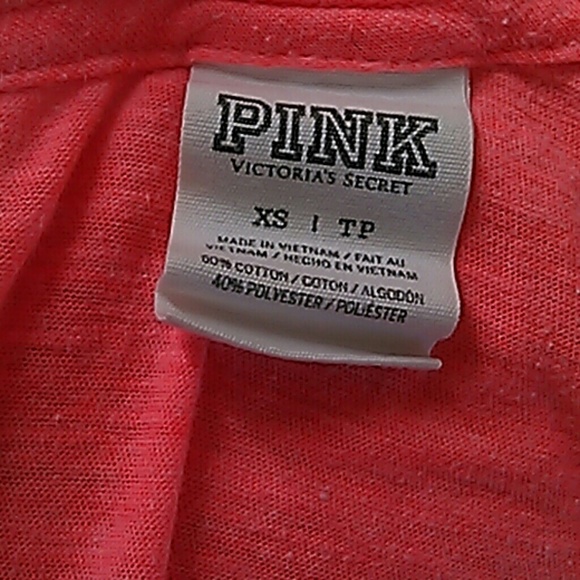 PINK
VICTORIA'S SECRET
XS | TP
MADE IN VIETNAM / FAIT AU
VIETNAM / HECHO EN VIETNAM
60% COTTON / COTON / ALGODÓN
40% POLYESTER / POLIÉSTER